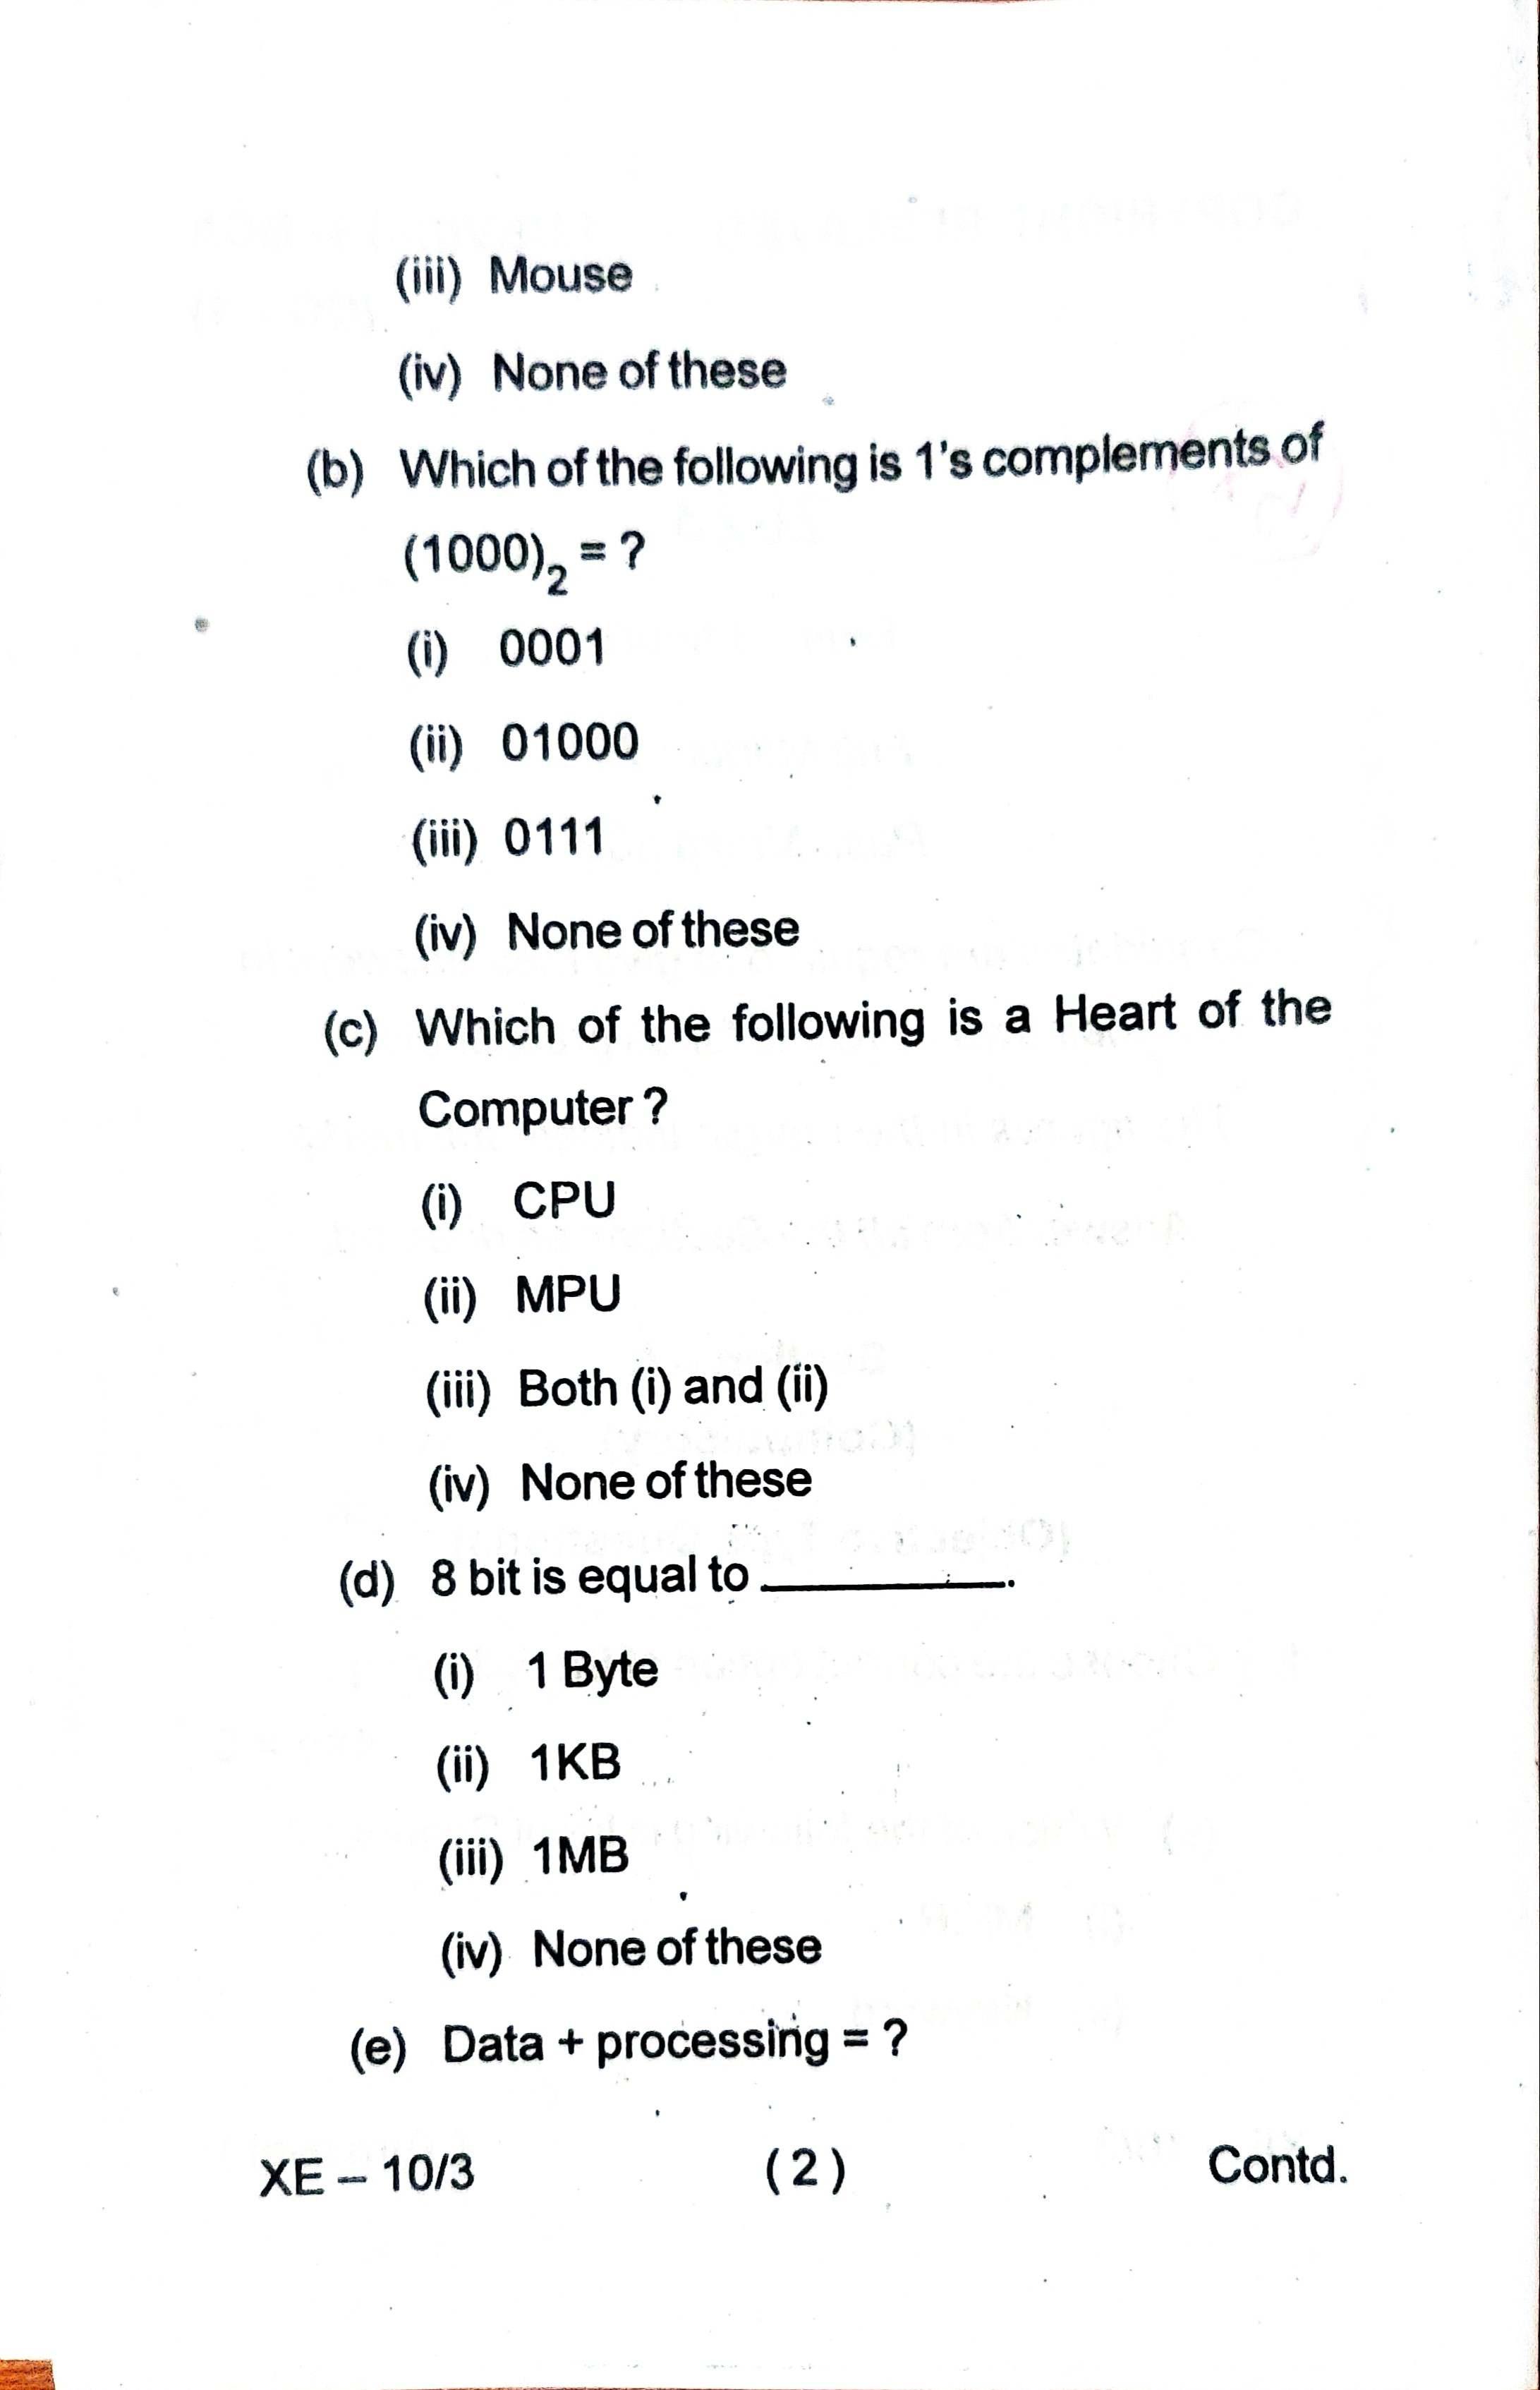 (iii) Mouse
(iv) None of these
(b) Which of the following is 1's complements of
(1000)₂ = ?
(i) 0001
(ii) 01000
(iii) 0111
(iv) None of these
(c) Which of the following is a Heart of the
Computer ?
(i) CPU
(ii) MPU
(iii) Both (i) and (ii)
(iv) None of these
(d) 8 bit is equal to ________.
(i) 1 Byte
(ii) 1KB
(iii) 1MB
(iv) None of these
(e) Data + processing = ?
XE – 10/3 (2) Contd.